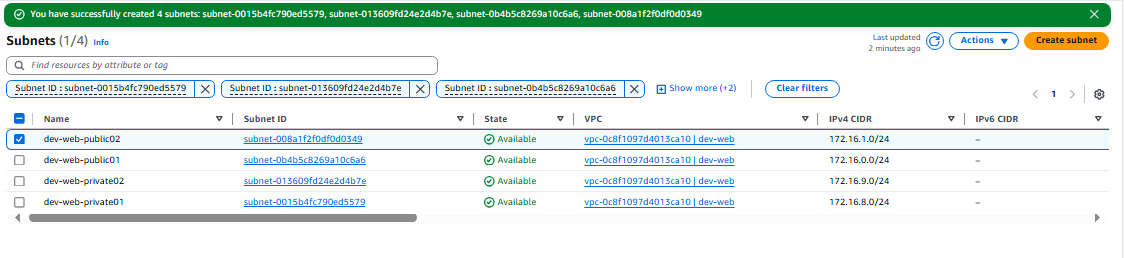 You have successfully created 4 subnets: subnet-0015b4fc790ed5579, subnet-013609fd24e2d4b7e, subnet-0b4b5c8269a10c6a6, subnet-008a1f2f0df0d0349
Subnets (1/4) Info
Last updated
2 minutes ago
Actions
Create subnet
Find resources by attribute or tag
Subnet ID : subnet-0015b4fc790ed5579
Subnet ID : subnet-013609fd24e2d4b7e
Subnet ID : subnet-0b4b5c8269a10c6a6
Show more (+2)
Clear filters
1
Name Subnet ID State VPC IPv4 CIDR IPv6 CIDR
dev-web-public02 subnet-008a1f2f0df0d0349 Available vpc-0c8f1097d4013ca10 | dev-web 172.16.1.0/24 –
dev-web-public01 subnet-0b4b5c8269a10c6a6 Available vpc-0c8f1097d4013ca10 | dev-web 172.16.0.0/24 –
dev-web-private02 subnet-013609fd24e2d4b7e Available vpc-0c8f1097d4013ca10 | dev-web 172.16.9.0/24 –
dev-web-private01 subnet-0015b4fc790ed5579 Available vpc-0c8f1097d4013ca10 | dev-web 172.16.8.0/24 –